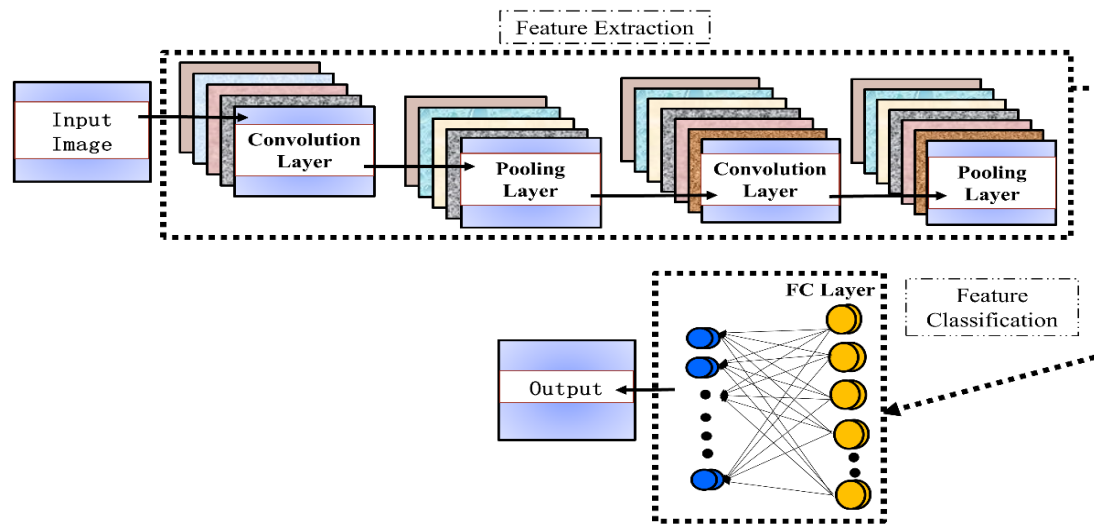 Feature Extraction
Input
Image
Convolution
Layer
Pooling
Layer
Convolution
Layer
Pooling
Layer
FC Layer
Feature
Classification
Output